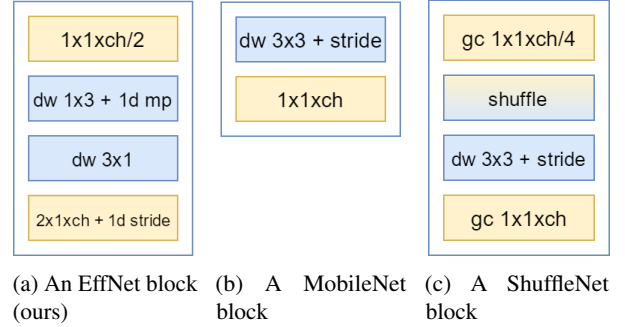 1x1xch/2
dw 1x3 + 1d mp
dw 3x1
2x1xch + 1d stride
(a) An EffNet block
(ours)
dw 3x3 + stride
1x1xch
(b) A MobileNet
block
gc 1x1xch/4
shuffle
dw 3x3 + stride
gc 1x1xch
(c) A ShuffleNet
block